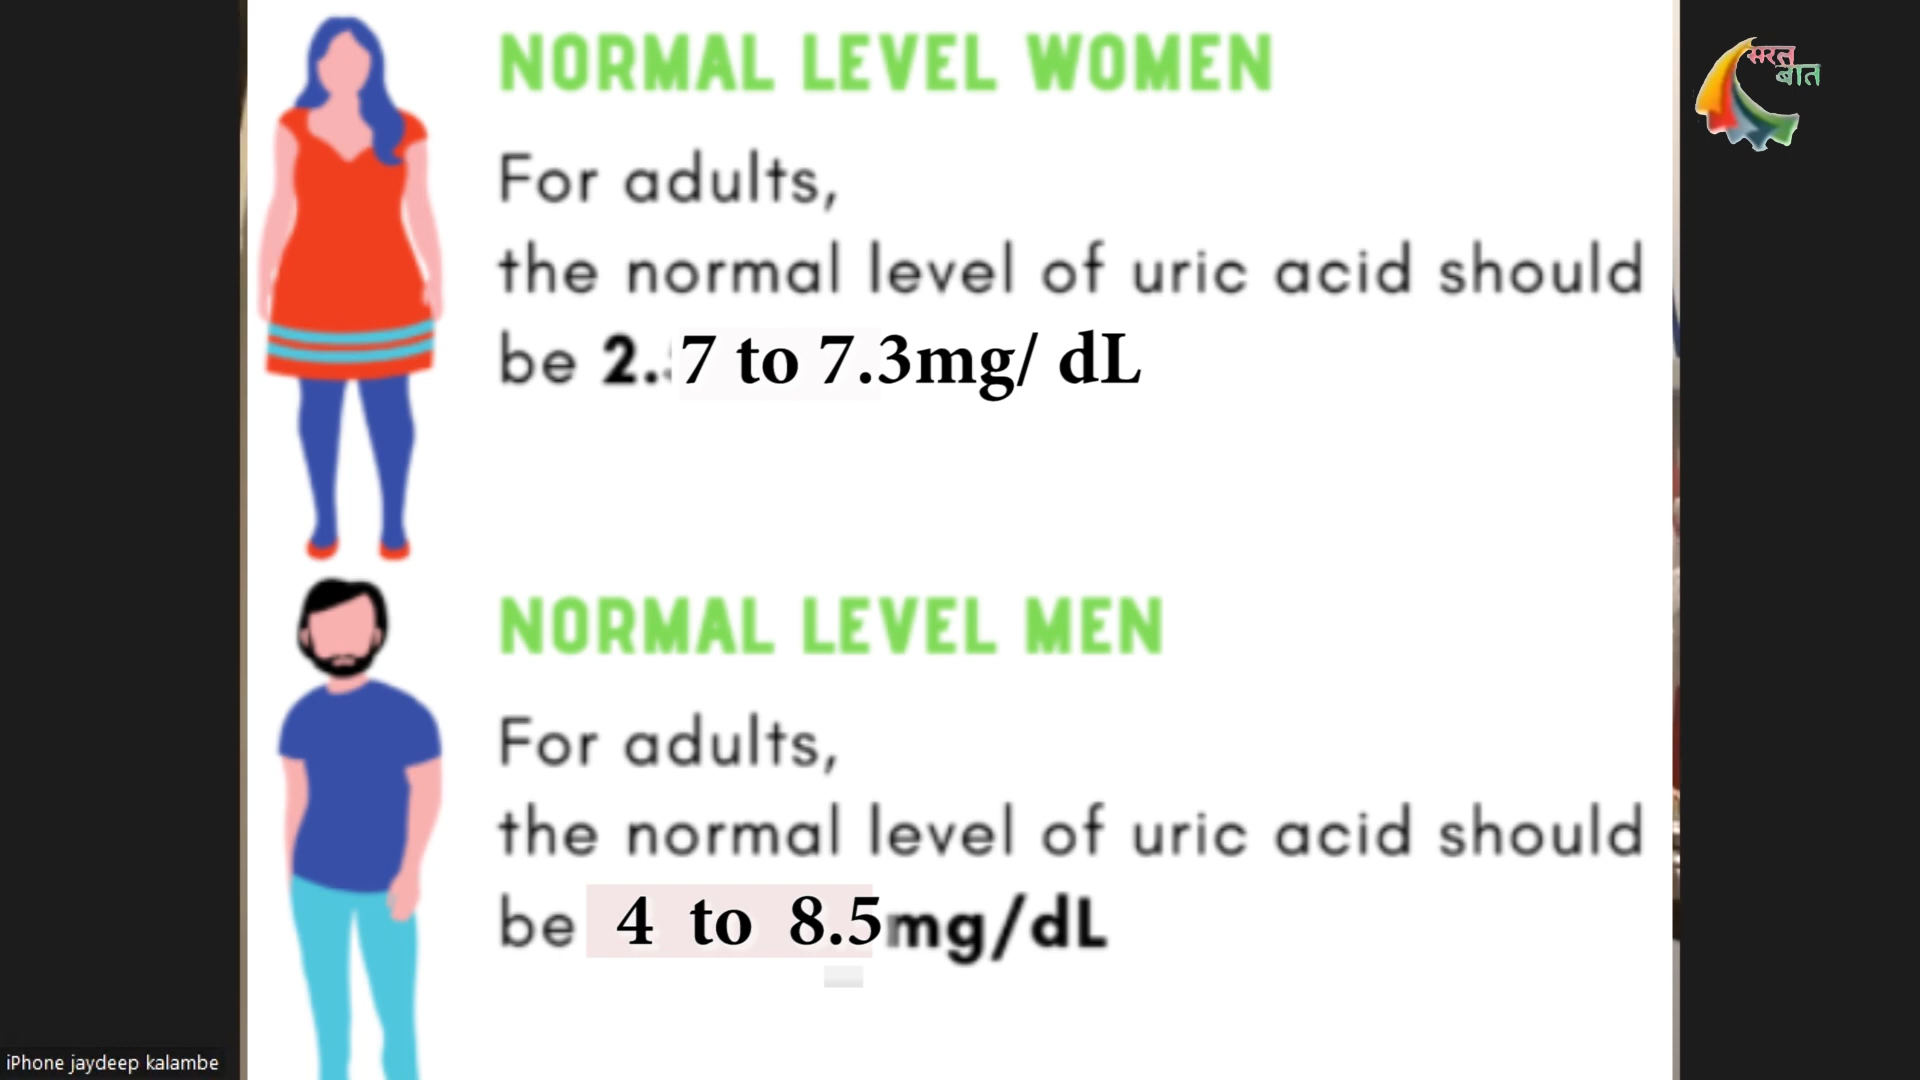 NORMAL LEVEL WOMEN
For adults,
the normal level of uric acid should
be 2.7 to 7.3mg/ dL
NORMAL LEVEL MEN
For adults,
the normal level of uric acid should
be 4 to 8.5mg/dL
सरल
बात
iPhone jaydeep kalambe